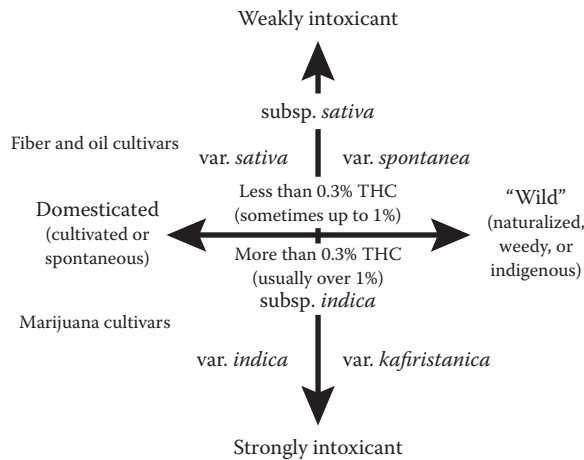 Weakly intoxicant
subsp. sativa
Fiber and oil cultivars
var. sativa
var. spontanea
Less than 0.3% THC
(sometimes up to 1%)
Domesticated
(cultivated or
spontaneous)
“Wild”
(naturalized,
weedy, or
indigenous)
More than 0.3% THC
(usually over 1%)
subsp. indica
Marijuana cultivars
var. indica
var. kafiristanica
Strongly intoxicant